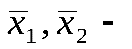 x̅₁, x̅₂ -